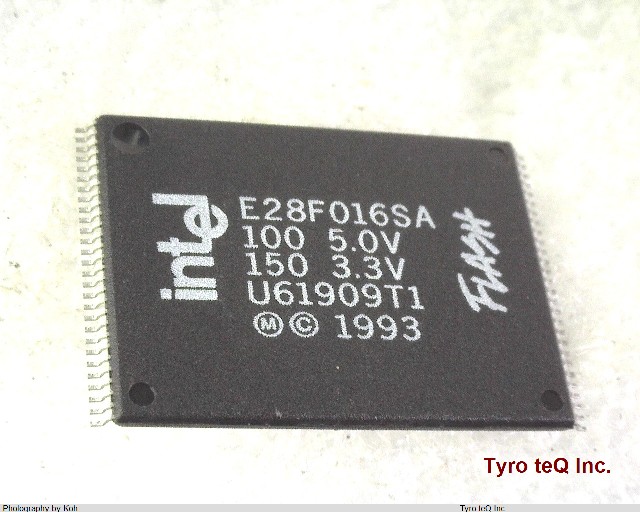 intel
E28F016SA
100 5.0V
150 3.3V
U61909T1
Ⓜ © 1993
FLASH
Tyro teQ Inc.
Photography by Koh
Tyro teQ Inc